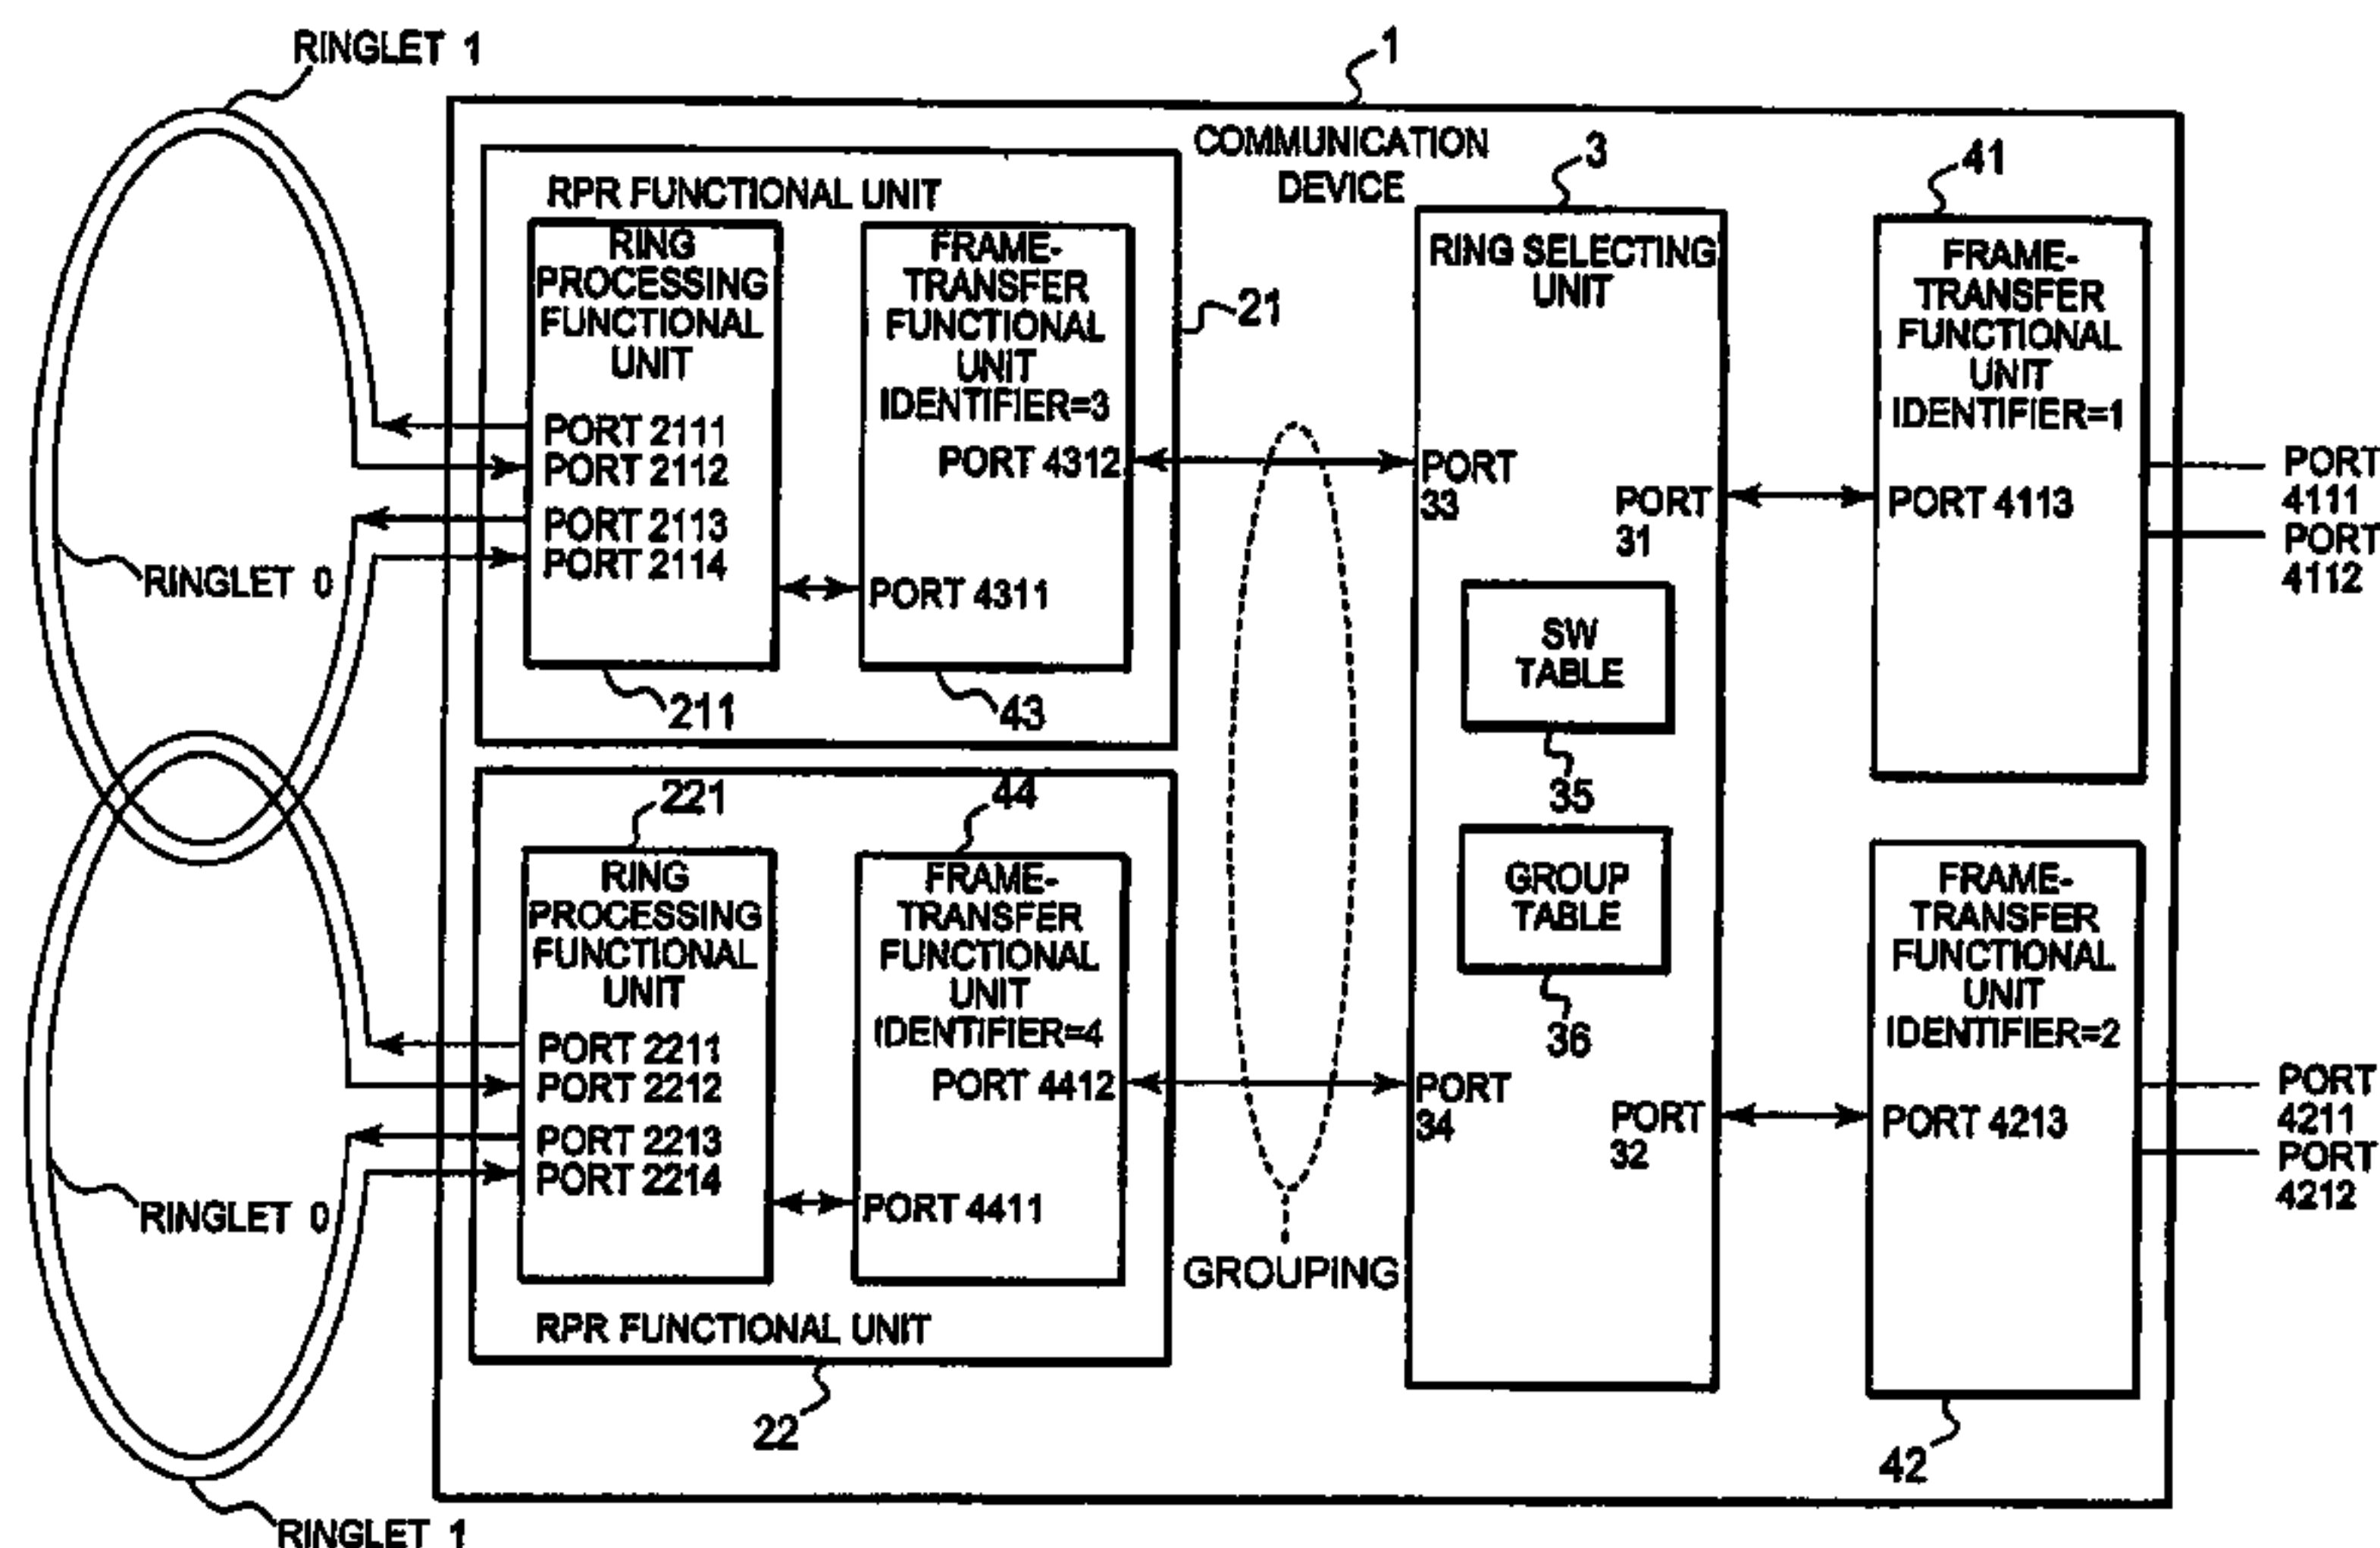 RINGLET 1
1
COMMUNICATION
DEVICE
RPR FUNCTIONAL UNIT
RING
PROCESSING
FUNCTIONAL
UNIT
PORT 2111
PORT 2112
PORT 2113
PORT 2114
211
FRAME-
TRANSFER
FUNCTIONAL
UNIT
IDENTIFIER=3
PORT 4312
PORT 4311
43
21
RINGLET 0
3
RING SELECTING
UNIT
PORT
33
PORT
31
SW
TABLE
35
GROUP
TABLE
36
PORT
34
PORT
32
41
FRAME-
TRANSFER
FUNCTIONAL
UNIT
IDENTIFIER=1
PORT 4113
PORT
4111
PORT
4112
221
RING
PROCESSING
FUNCTIONAL
UNIT
PORT 2211
PORT 2212
PORT 2213
PORT 2214
44
FRAME-
TRANSFER
FUNCTIONAL
UNIT
IDENTIFIER=4
PORT 4412
PORT 4411
RPR FUNCTIONAL UNIT
22
GROUPING
FRAME-
TRANSFER
FUNCTIONAL
UNIT
IDENTIFIER=2
PORT 4213
PORT
4211
PORT
4212
42
RINGLET 0
RINGLET 1